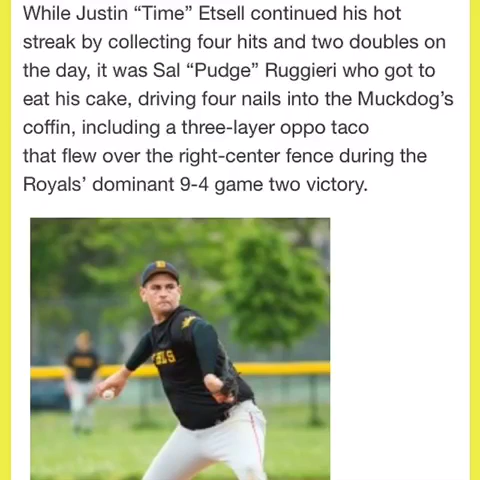 While Justin “Time” Etsell continued his hot
streak by collecting four hits and two doubles on
the day, it was Sal “Pudge” Ruggieri who got to
eat his cake, driving four nails into the Muckdog’s
coffin, including a three-layer oppo taco
that flew over the right-center fence during the
Royals’ dominant 9-4 game two victory.